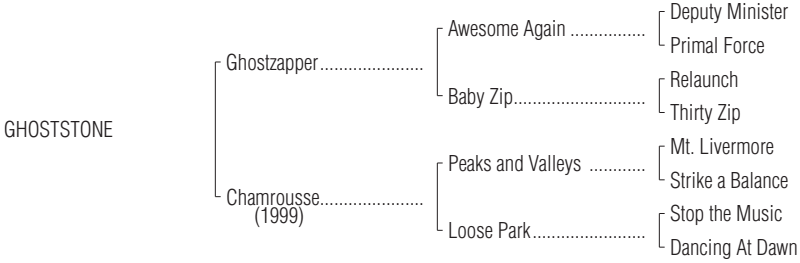 Deputy Minister
Awesome Again ................
Primal Force
Ghostzapper......................
Relaunch
Baby Zip............................
Thirty Zip
GHOSTSTONE
Mt. Livermore
Peaks and Valleys ............
Strike a Balance
Chamrousse......................
(1999)
Stop the Music
Loose Park........................
Dancing At Dawn